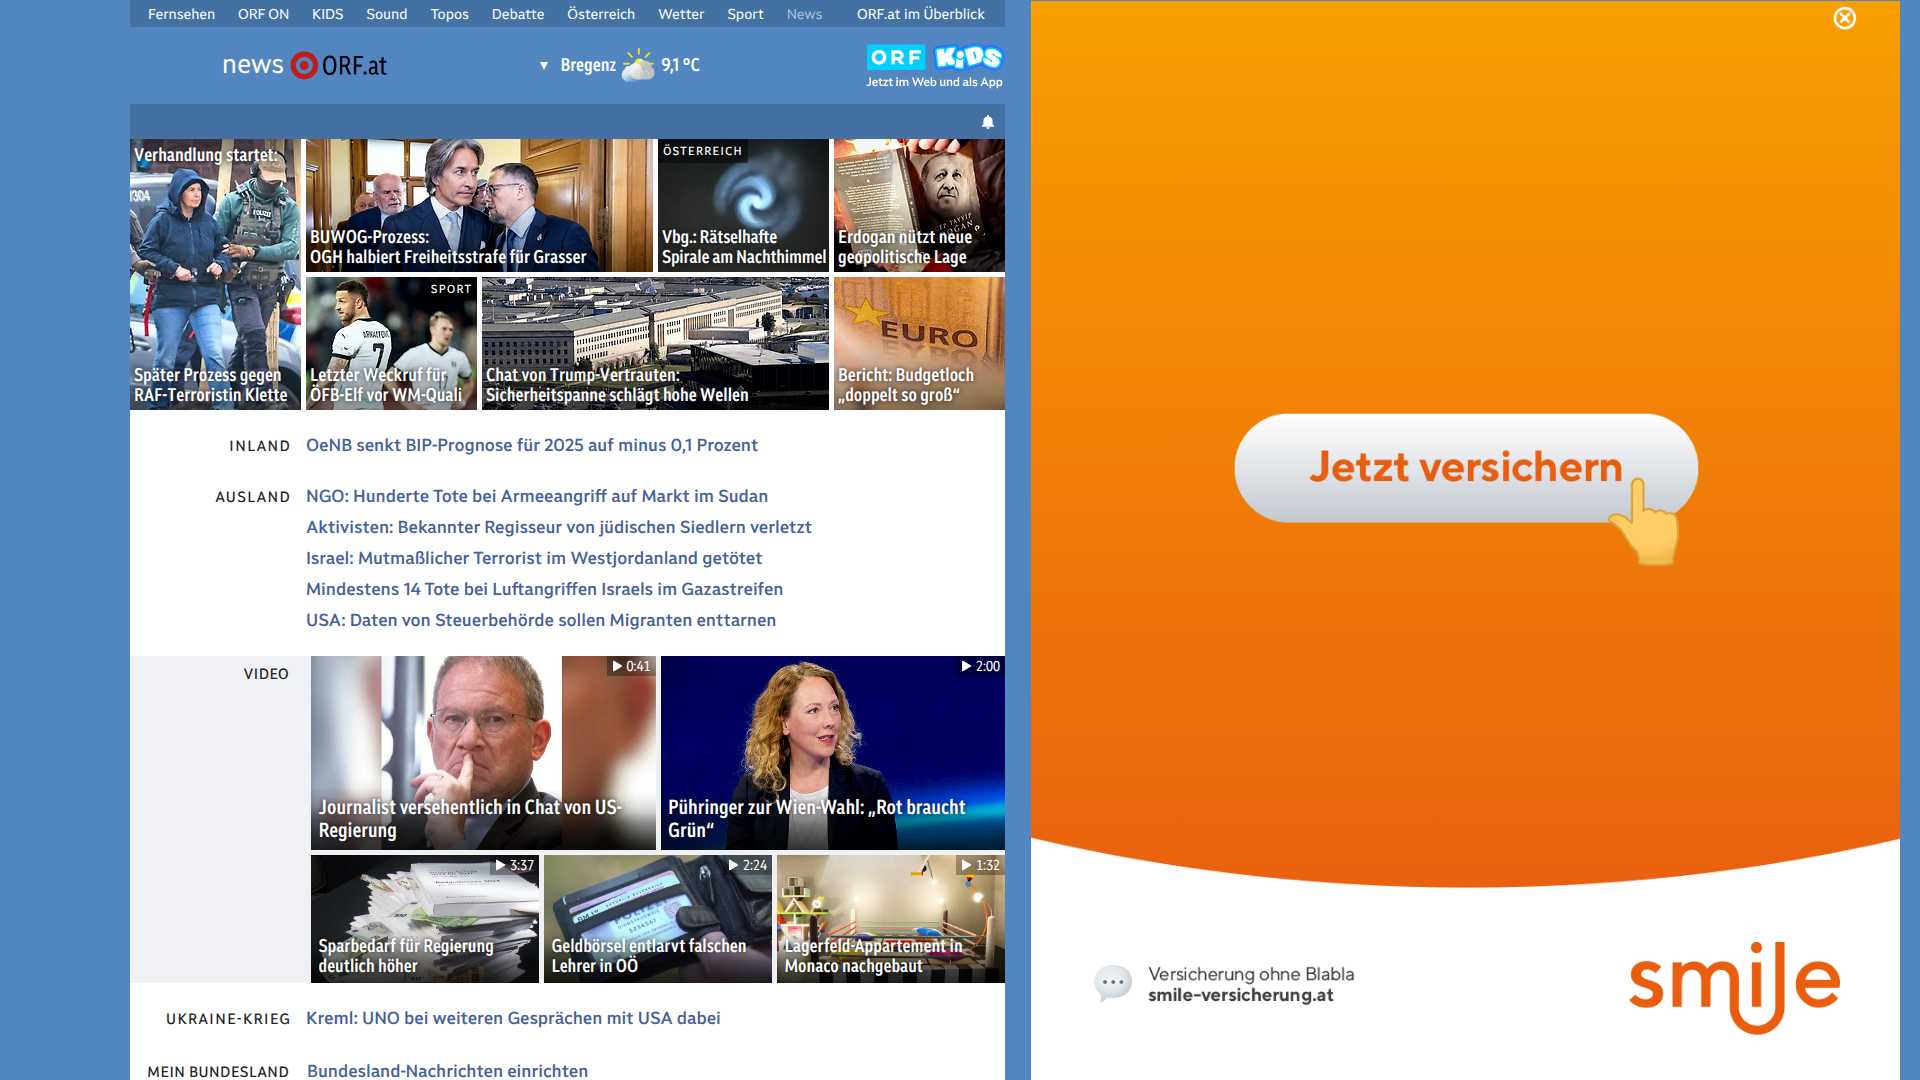 Fernsehen ORF ON KIDS Sound Topos Debatte Österreich Wetter Sport News ORF.at im Überblick
news ORF.at
▼ Bregenz 9,1 °C
ORF KiDS
Jetzt im Web und als App
Verhandlung startet:
Später Prozess gegen
RAF-Terroristin Klette
BUWOG-Prozess:
OGH halbiert Freiheitsstrafe für Grasser
ÖSTERREICH
Vbg.: Rätselhafte
Spirale am Nachthimmel
Erdogan nützt neue
geopolitische Lage
SPORT
ARNAUTOVIC
7
Letzter Weckruf für
ÖFB-Elf vor WM-Quali
Chat von Trump-Vertrauten:
Sicherheitspanne schlägt hohe Wellen
EURO
Bericht: Budgetloch
„doppelt so groß“
INLAND
OeNB senkt BIP-Prognose für 2025 auf minus 0,1 Prozent
AUSLAND
NGO: Hunderte Tote bei Armeeangriff auf Markt im Sudan
Aktivisten: Bekannter Regisseur von jüdischen Siedlern verletzt
Israel: Mutmaßlicher Terrorist im Westjordanland getötet
Mindestens 14 Tote bei Luftangriffen Israels im Gazastreifen
USA: Daten von Steuerbehörde sollen Migranten enttarnen
VIDEO
0:41
Journalist versehentlich in Chat von US-
Regierung
2:00
Pühringer zur Wien-Wahl: „Rot braucht
Grün“
3:37
Sparbedarf für Regierung
deutlich höher
2:24
POLIZEI
Geldbörsel entlarvt falschen
Lehrer in OÖ
1:32
Lagerfeld-Appartement in
Monaco nachgebaut
UKRAINE-KRIEG
Kreml: UNO bei weiteren Gesprächen mit USA dabei
MEIN BUNDESLAND
Bundesland-Nachrichten einrichten
Jetzt versichern
Versicherung ohne Blabla
smile-versicherung.at
smile